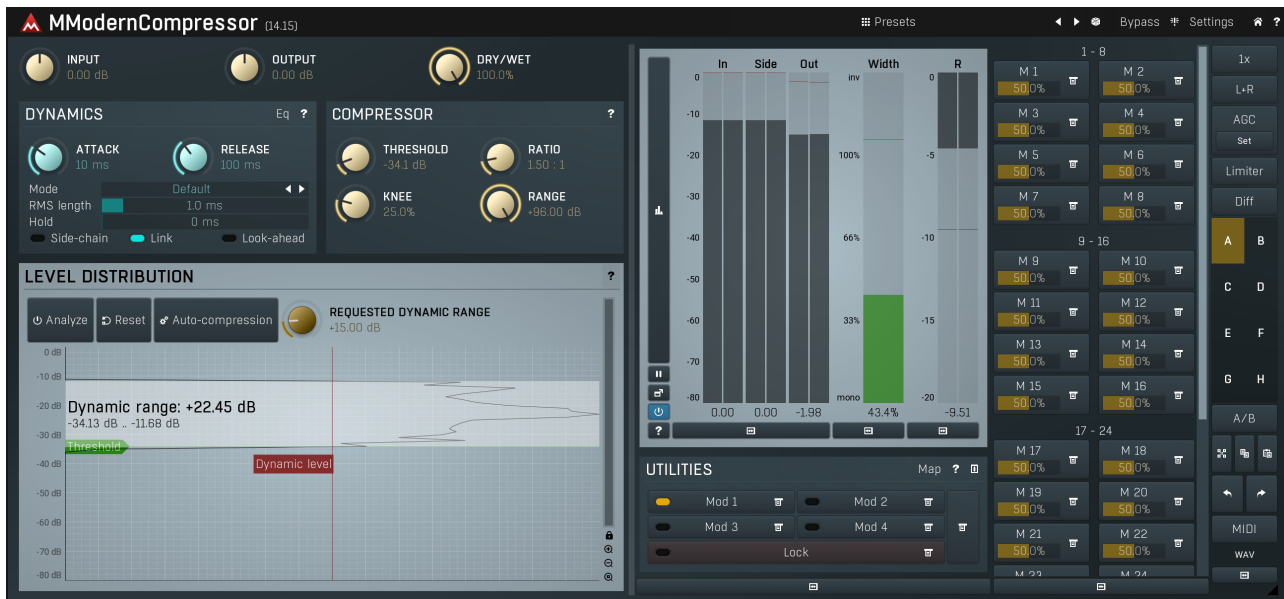 MModernCompressor (14.15)
Presets
Bypass
Settings
?
INPUT
0.00 dB
OUTPUT
0.00 dB
DRY/WET
100.0%
DYNAMICS
Eq ?
ATTACK
10 ms
RELEASE
100 ms
Mode Default
RMS length 1.0 ms
Hold 0 ms
Side-chain Link Look-ahead
COMPRESSOR ?
THRESHOLD
-34.1 dB
RATIO
1.50 : 1
KNEE
25.0%
RANGE
+96.00 dB
LEVEL DISTRIBUTION ?
Analyze Reset Auto-compression
REQUESTED DYNAMIC RANGE
+15.00 dB
0 dB
-10 dB
-20 dB
-30 dB
-40 dB
-50 dB
-60 dB
-70 dB
-80 dB
Dynamic range: +22.45 dB
-34.13 dB .. -11.68 dB
Threshold
Dynamic level
In Side Out Width R
0
-10
-20
-30
-40
-50
-60
-70
-80
inv
100%
66%
33%
mono
0
-5
-10
-15
-20
0.00 0.00 -1.98 43.4% -9.51
?
UTILITIES Map ?
Mod 1 Mod 2
Mod 3 Mod 4
Lock
1 - 8
M 1 M 2
50.0% 50.0%
M 3 M 4
50.0% 50.0%
M 5 M 6
50.0% 50.0%
M 7 M 8
50.0% 50.0%
9 - 16
M 9 M 10
50.0% 50.0%
M 11 M 12
50.0% 50.0%
M 13 M 14
50.0% 50.0%
M 15 M 16
50.0% 50.0%
17 - 24
M 17 M 18
50.0% 50.0%
M 19 M 20
50.0% 50.0%
M 21 M 22
50.0% 50.0%
M 23 M 24
1x
L+R
AGC
Set
Limiter
Diff
A B
C D
E F
G H
A/B
MIDI
WAV